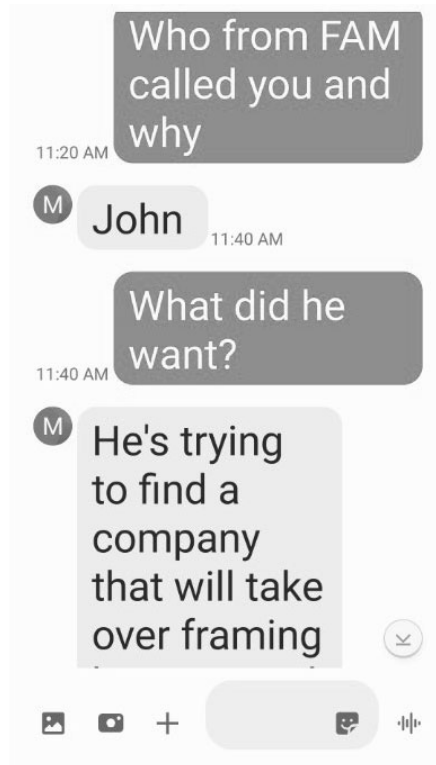 Who from FAM
called you and
why
11:20 AM
M
John
11:40 AM
What did he
want?
11:40 AM
M
He's trying
to find a
company
that will take
over framing